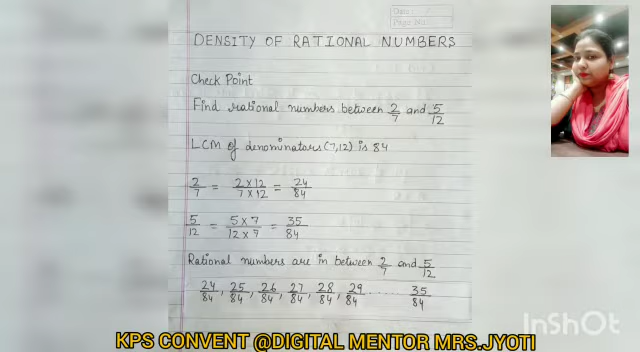 Date: /
Page No:
DENSITY OF RATIONAL NUMBERS
Check Point
Find rational numbers between 2/7 and 5/12
LCM of denominators (7,12) is 84
2/7 = 2×12/7×12 = 24/84
5/12 = 5×7/12×7 = 35/84
Rational numbers are in between 2/7 and 5/12
24/84, 25/84, 26/84, 27/84, 28/84, 29/84 ...... 35/84
InShOt
KPS CONVENT @DIGITAL MENTOR MRS.JYOTI